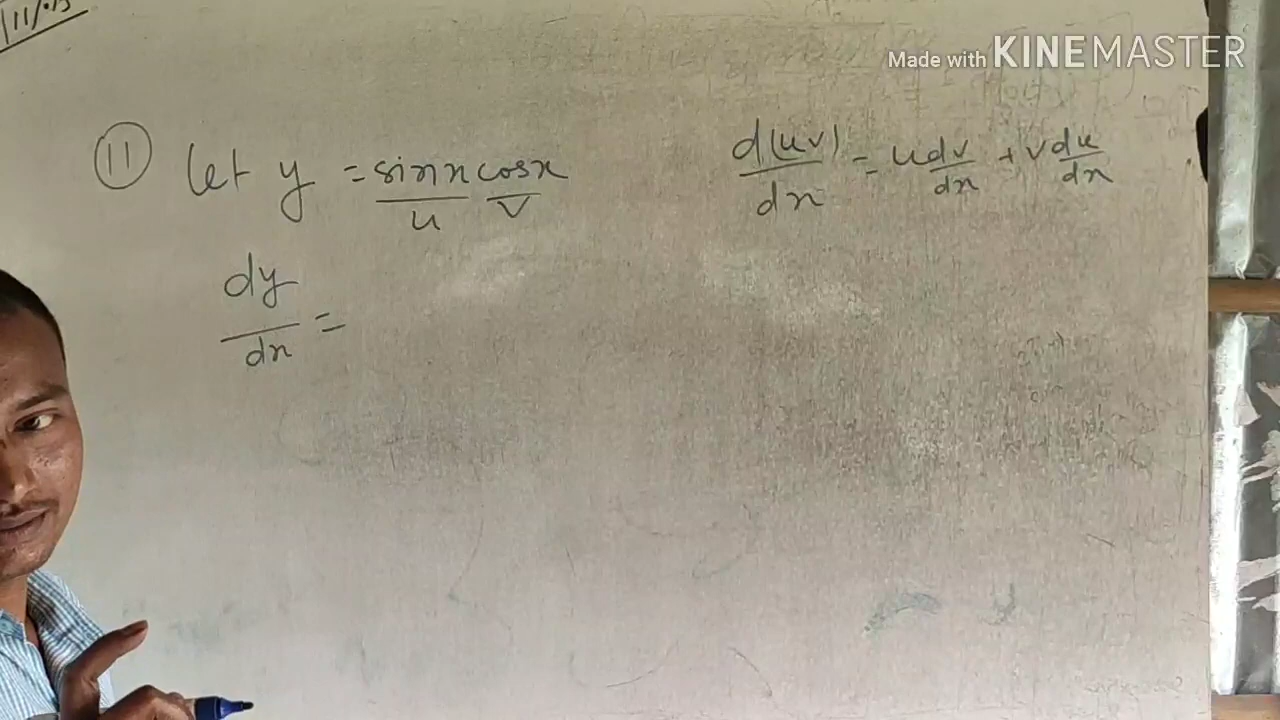 Made with KINEMASTER
⑪ Let y = sinx cosx
u v
d(uv)/dx = u dv/dx + v du/dx
dy/dx =